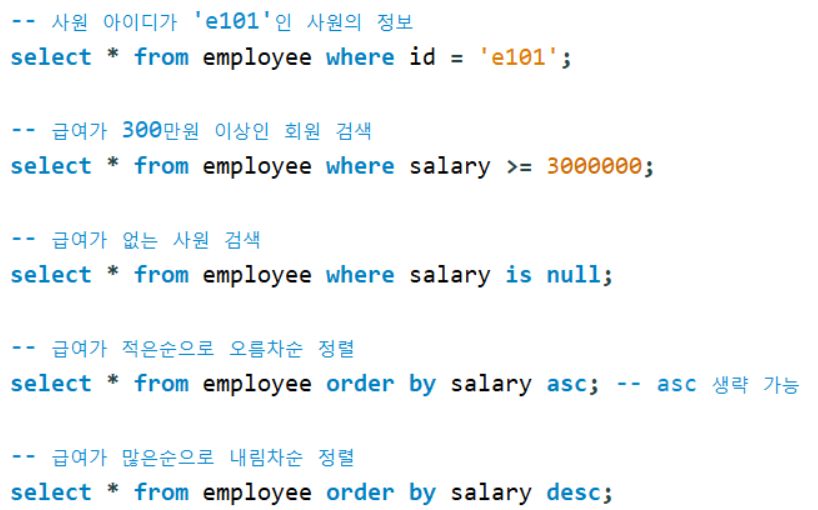 -- 사원 아이디가 'e101'인 사원의 정보
select * from employee where id = 'e101';
-- 급여가 300만원 이상인 회원 검색
select * from employee where salary >= 3000000;
-- 급여가 없는 사원 검색
select * from employee where salary is null;
-- 급여가 적은순으로 오름차순 정렬
select * from employee order by salary asc; -- asc 생략 가능
-- 급여가 많은순으로 내림차순 정렬
select * from employee order by salary desc;